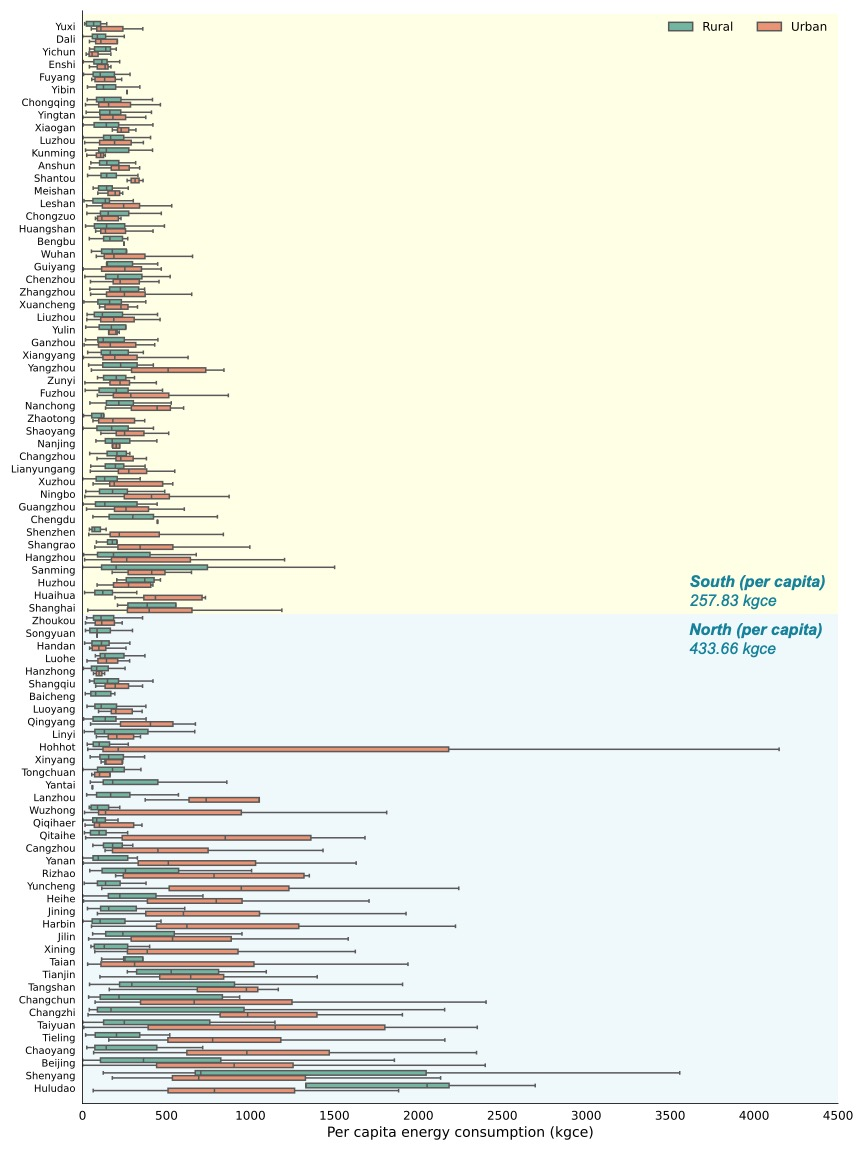 Rural Urban
Yuxi
Dali
Yichun
Enshi
Fuyang
Yibin
Chongqing
Yingtan
Xiaogan
Luzhou
Kunming
Anshun
Shantou
Meishan
Leshan
Chongzuo
Huangshan
Bengbu
Wuhan
Guiyang
Chenzhou
Zhangzhou
Xuancheng
Liuzhou
Yulin
Ganzhou
Xiangyang
Yangzhou
Zunyi
Fuzhou
Nanchong
Zhaotong
Shaoyang
Nanjing
Changzhou
Lianyungang
Xuzhou
Ningbo
Guangzhou
Chengdu
Shenzhen
Shangrao
Hangzhou
Sanming
Huzhou
Huaihua
Shanghai
South (per capita)
257.83 kgce
Zhoukou
Songyuan
Handan
Luohe
Hanzhong
Shangqiu
Baicheng
Luoyang
Qingyang
Linyi
Hohhot
Xinyang
Tongchuan
Yantai
Lanzhou
Wuzhong
Qiqihaer
Qitaihe
Cangzhou
Yanan
Rizhao
Yuncheng
Heihe
Jining
Harbin
Jilin
Xining
Taian
Tianjin
Tangshan
Changchun
Changzhi
Taiyuan
Tieling
Chaoyang
Beijing
Shenyang
Huludao
North (per capita)
433.66 kgce
0 500 1000 1500 2000 2500 3000 3500 4000 4500
Per capita energy consumption (kgce)